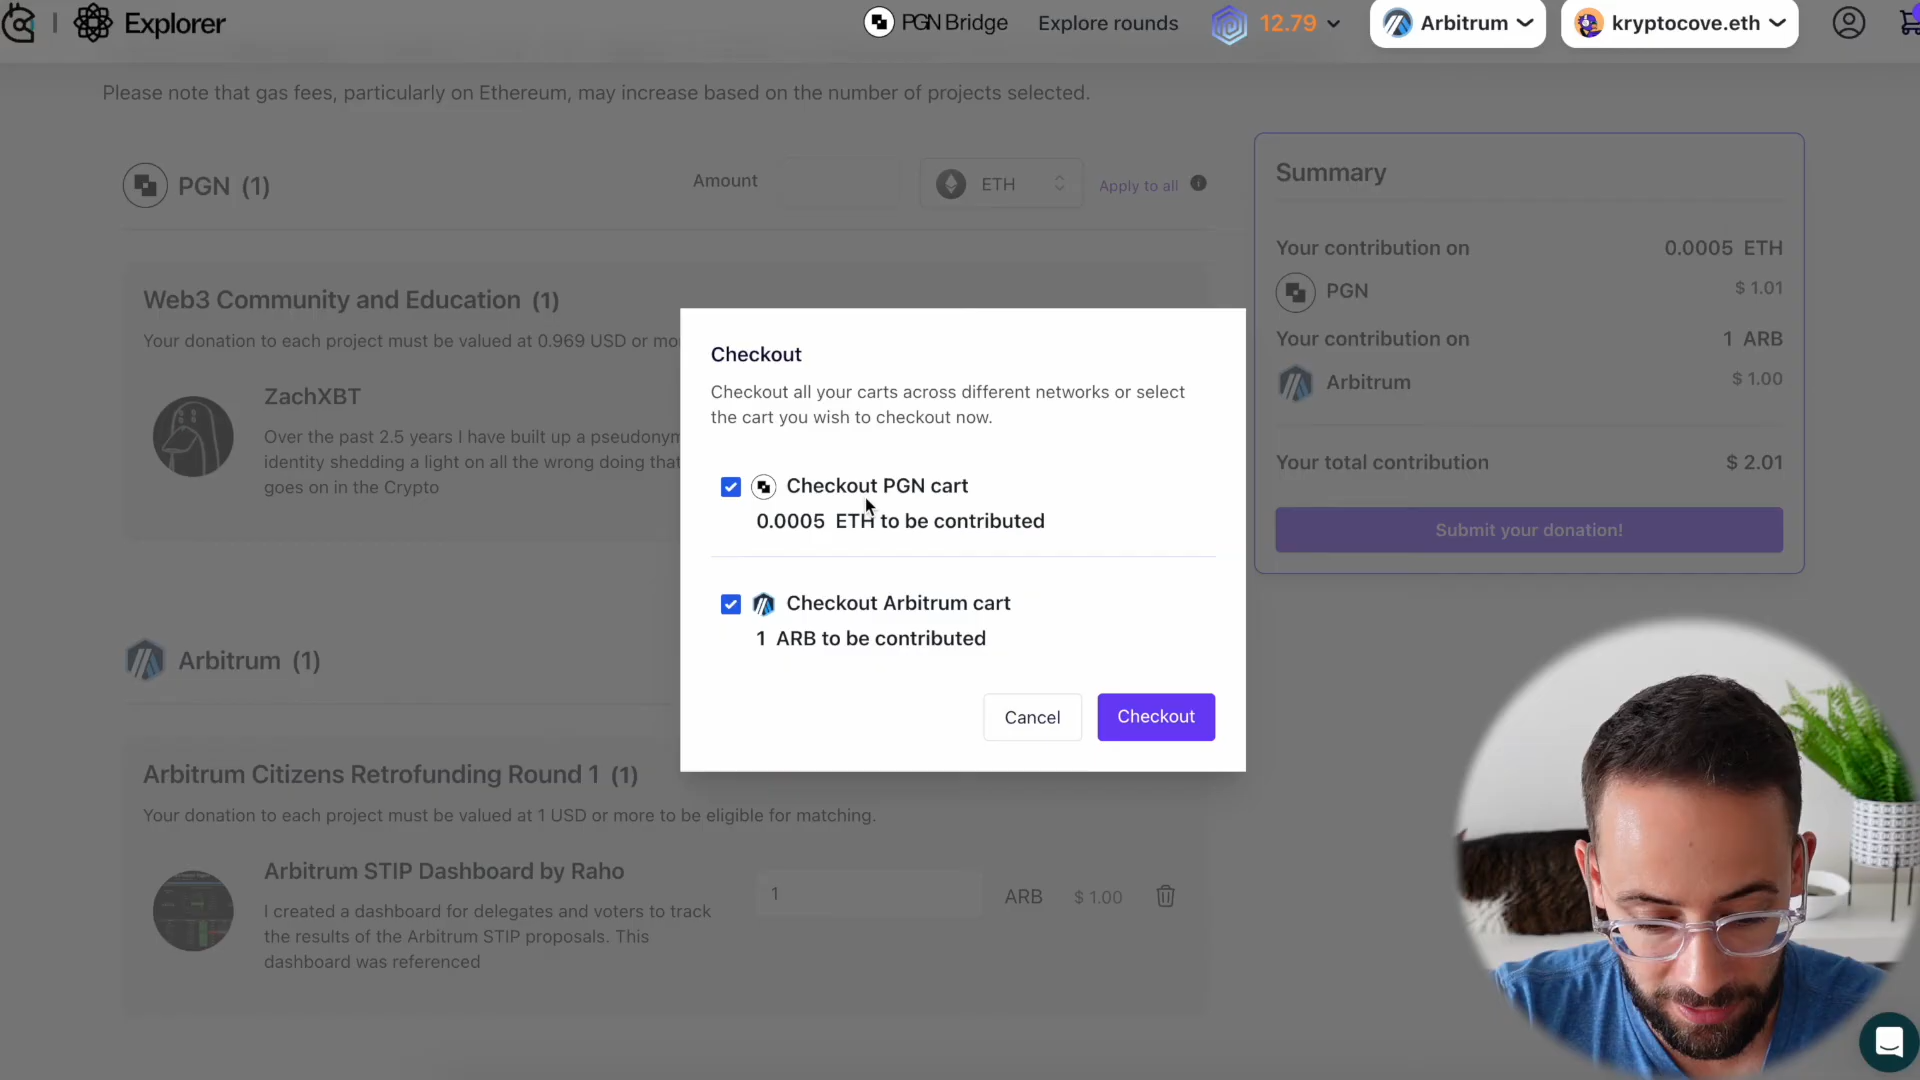 Explorer
PGN Bridge
Explore rounds
12.79
Arbitrum
kryptocove.eth
Please note that gas fees, particularly on Ethereum, may increase based on the number of projects selected.
PGN (1)
Amount
ETH
Apply to all
Web3 Community and Education (1)
Your donation to each project must be valued at 0.969 USD or mo
ZachXBT
Over the past 2.5 years I have built up a pseudonym
identity shedding a light on all the wrong doing that
goes on in the Crypto
Arbitrum (1)
Arbitrum Citizens Retrofunding Round 1 (1)
Your donation to each project must be valued at 1 USD or more to be eligible for matching.
Arbitrum STIP Dashboard by Raho
I created a dashboard for delegates and voters to track
the results of the Arbitrum STIP proposals. This
dashboard was referenced
1
ARB
$ 1.00
Checkout
Checkout all your carts across different networks or select
the cart you wish to checkout now.
Checkout PGN cart
0.0005 ETH to be contributed
Checkout Arbitrum cart
1 ARB to be contributed
Cancel
Checkout
Summary
Your contribution on
0.0005 ETH
PGN
$ 1.01
Your contribution on
1 ARB
Arbitrum
$ 1.00
Your total contribution
$ 2.01
Submit your donation!